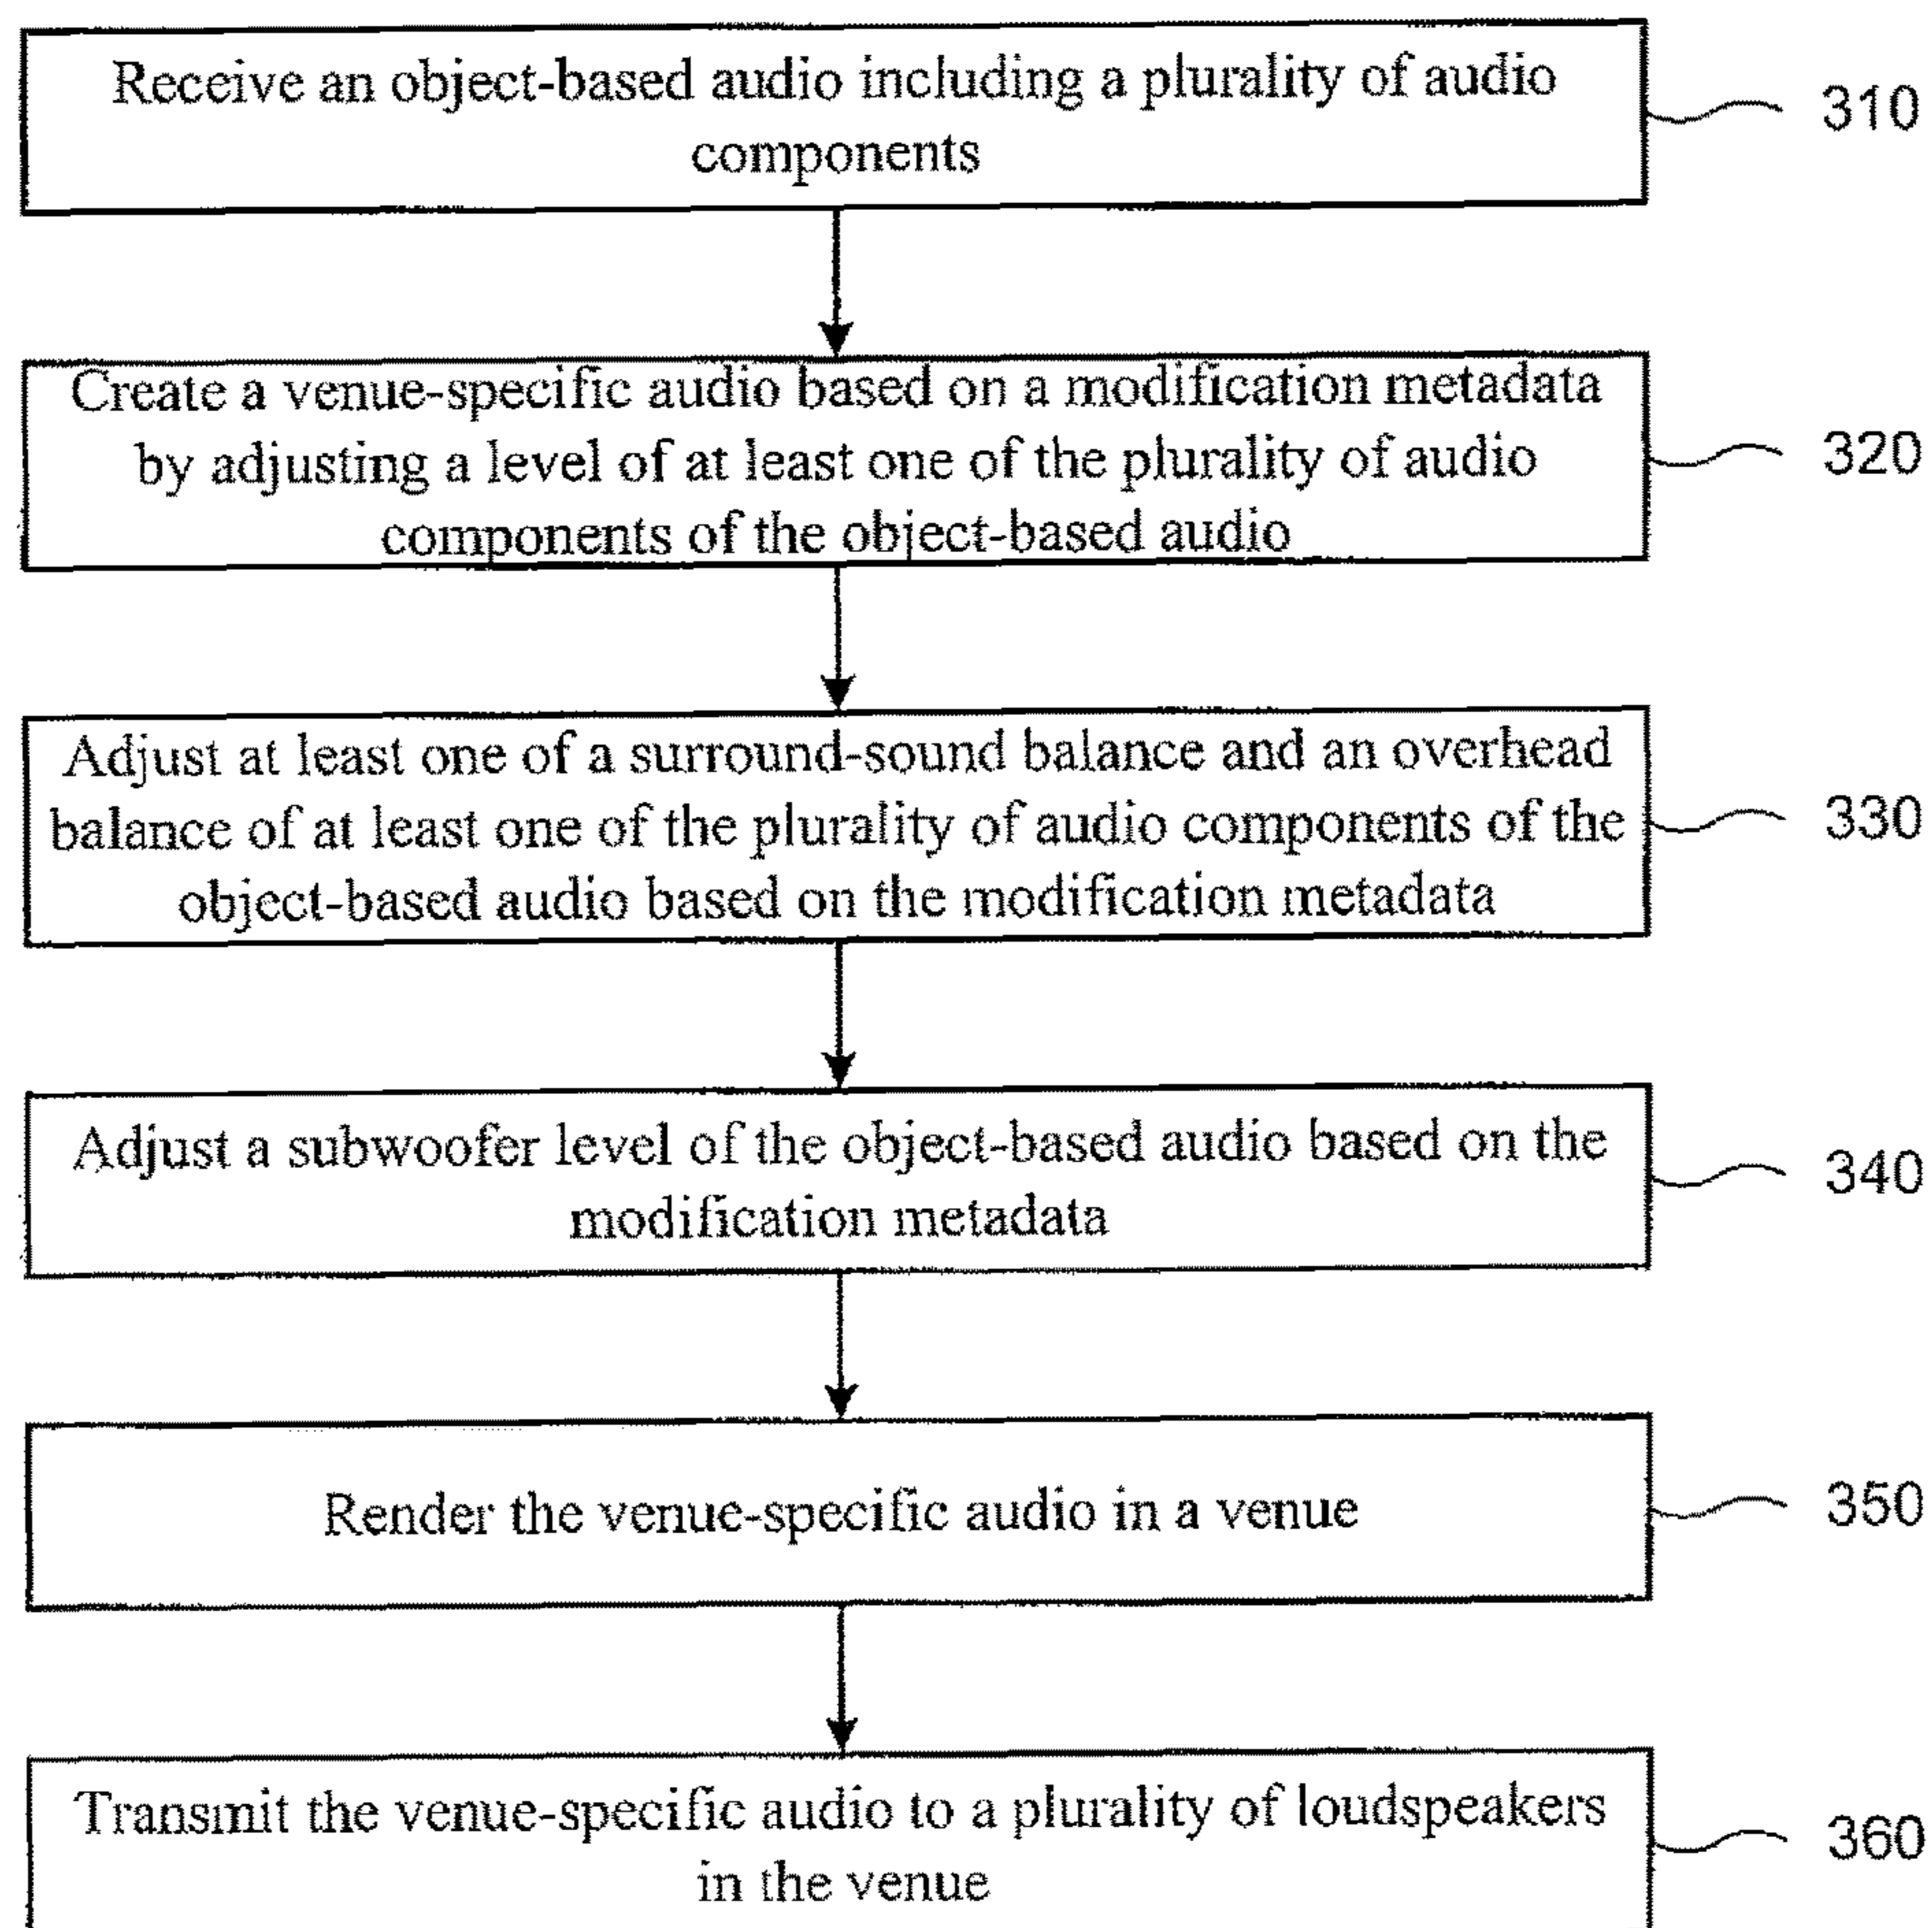 Receive an object-based audio including a plurality of audio
components
310
Create a venue-specific audio based on a modification metadata
by adjusting a level of at least one of the plurality of audio
components of the object-based audio
320
Adjust at least one of a surround-sound balance and an overhead
balance of at least one of the plurality of audio components of the
object-based audio based on the modification metadata
330
Adjust a subwoofer level of the object-based audio based on the
modification metadata
340
Render the venue-specific audio in a venue
350
Transmit the venue-specific audio to a plurality of loudspeakers
in the venue
360